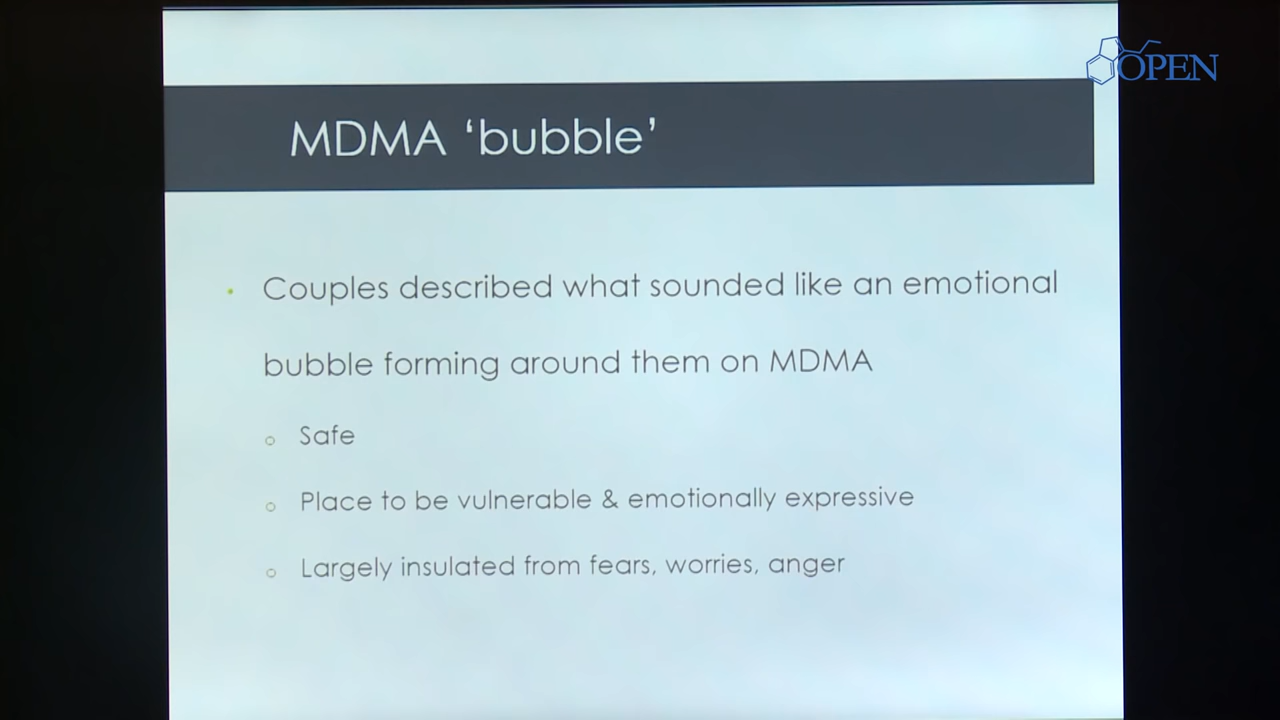 OPEN
MDMA ‘bubble’
Couples described what sounded like an emotional
bubble forming around them on MDMA
Safe
Place to be vulnerable & emotionally expressive
Largely insulated from fears, worries, anger